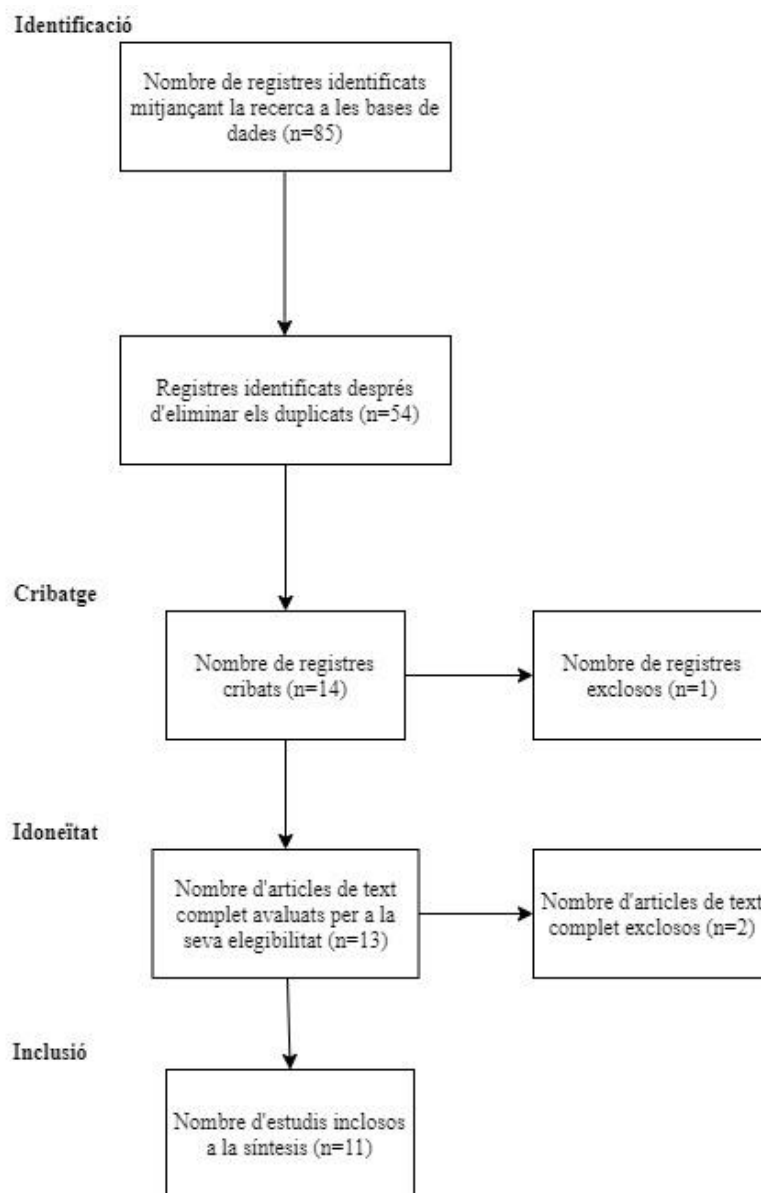 Identificació
Nombre de registres identificats
mitjançant la recerca a les bases de
dades (n=85)
Registres identificats després
d'eliminar els duplicats (n=54)
Cribatge
Nombre de registres
cribats (n=14)
Nombre de registres
exclosos (n=1)
Idoneïtat
Nombre d'articles de text
complet avaluats per a la
seva elegibilitat (n=13)
Nombre d'articles de text
complet exclosos (n=2)
Inclusió
Nombre d'estudis inclosos
a la síntesis (n=11)